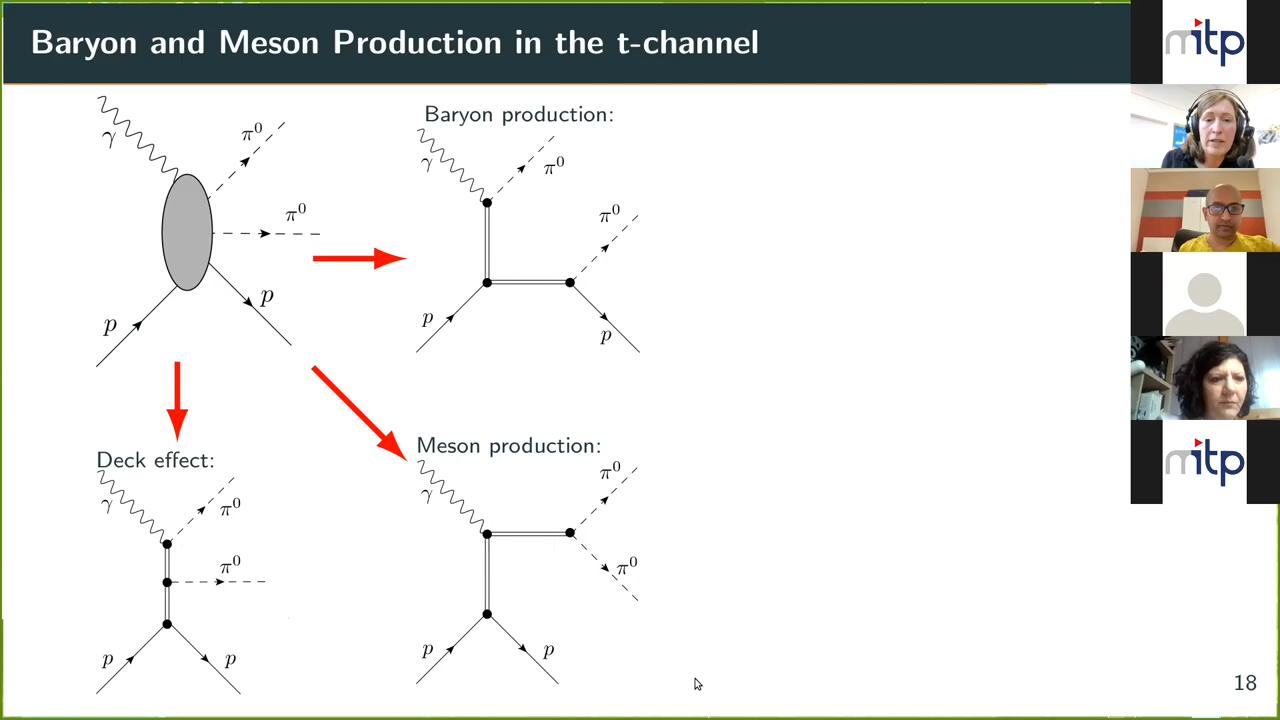 Baryon and Meson Production in the t-channel
γ
π⁰
π⁰
p
p
Baryon production:
γ
π⁰
π⁰
p
p
Deck effect:
γ
π⁰
π⁰
p
p
Meson production:
γ
π⁰
π⁰
p
p
18
mitp
mitp